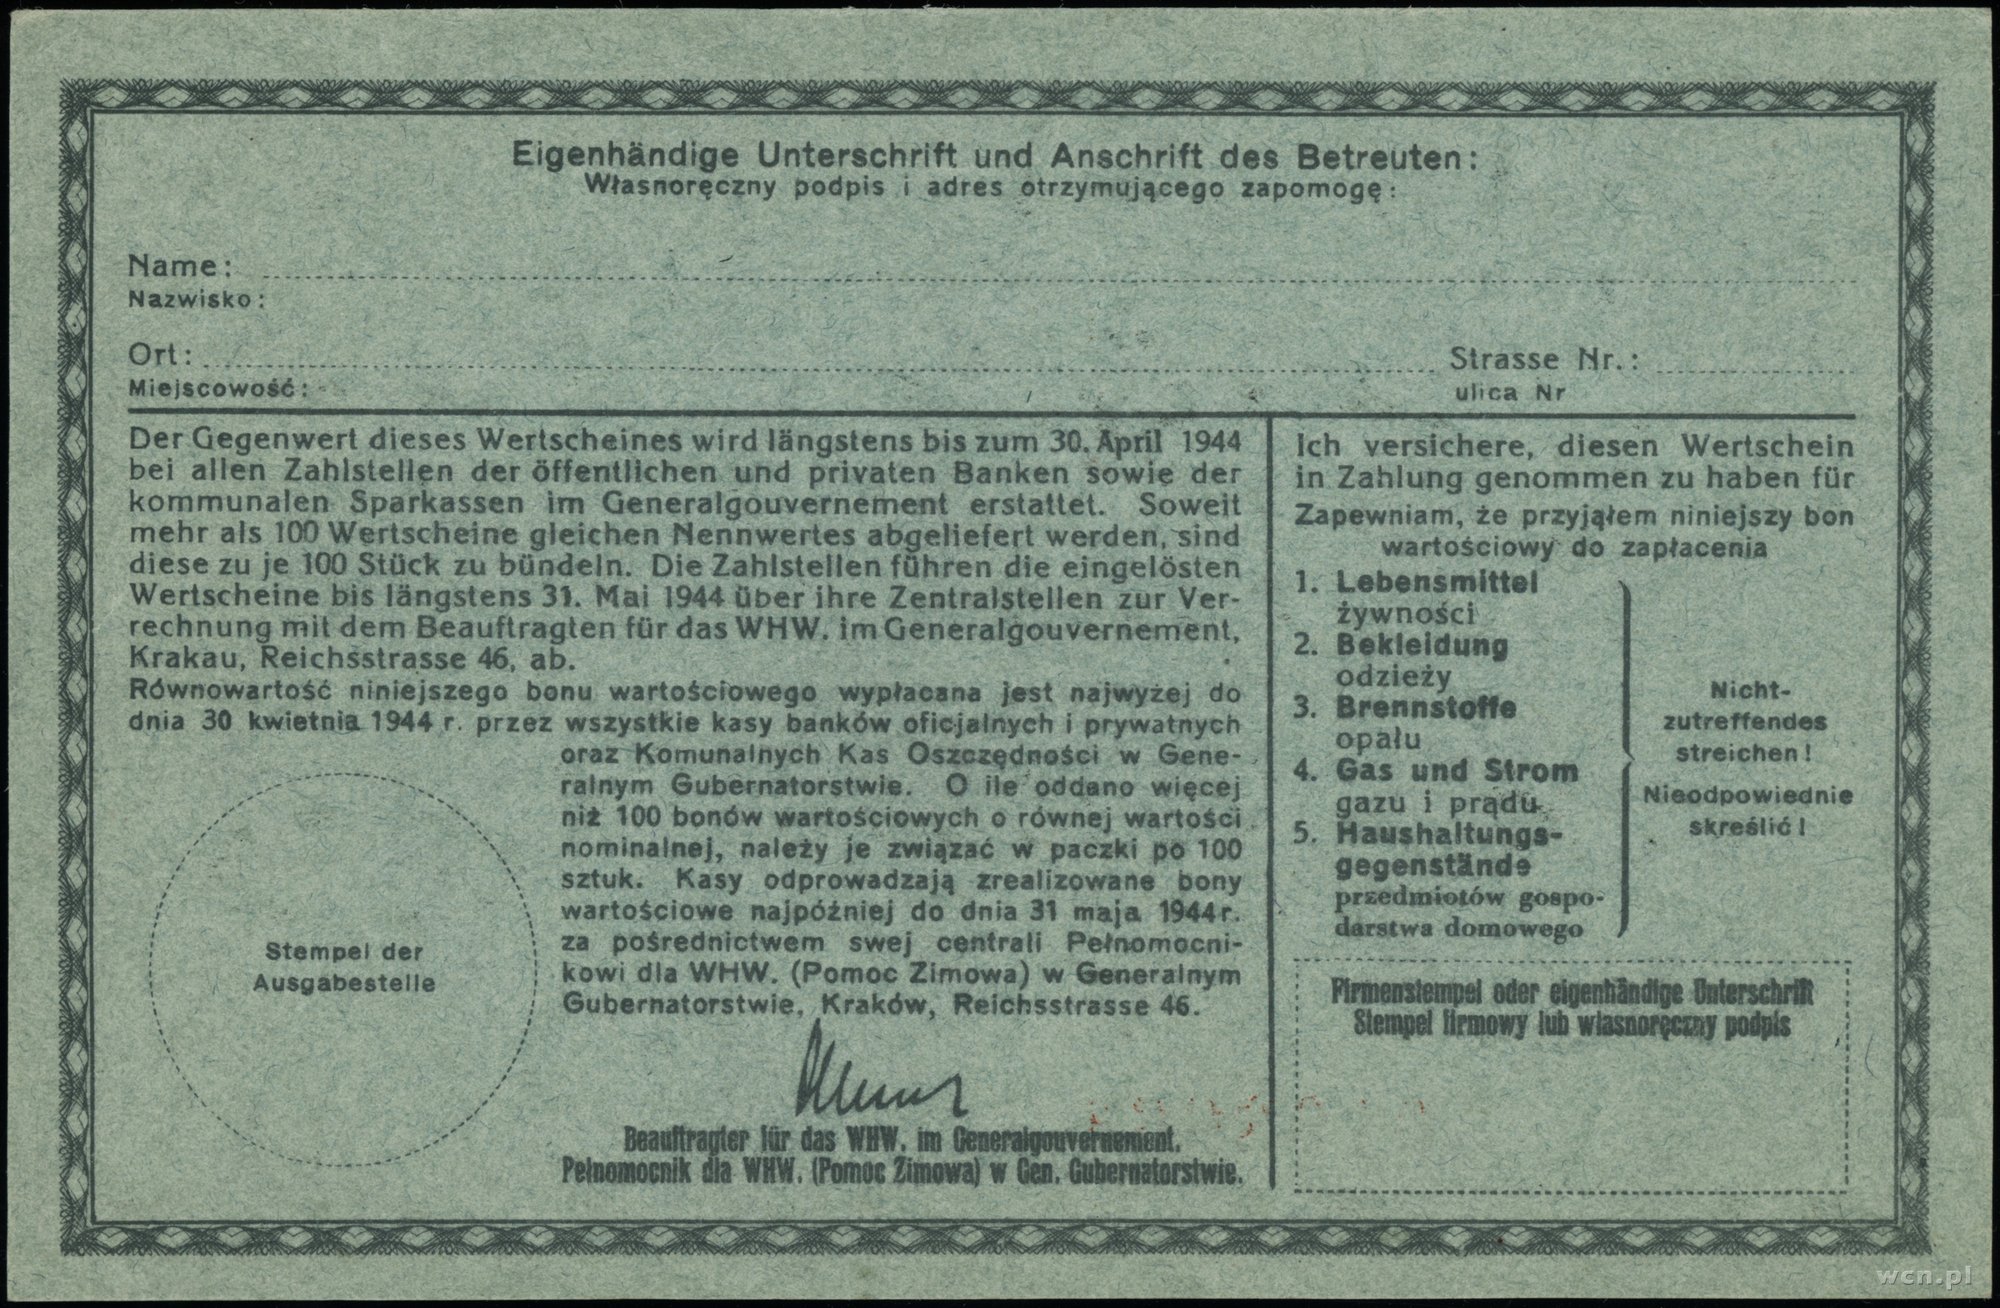 Eigenhändige Unterschrift und Anschrift des Betreuten:
Własnoręczny podpis i adres otrzymującego zapomogę:
Name:
Nazwisko:
Ort:
Strasse Nr.:
Miejscowość:
ulica Nr
Der Gegenwert dieses Wertscheines wird längstens bis zum 30. April 1944
bei allen Zahlstellen der öffentlichen und privaten Banken sowie der
kommunalen Sparkassen im Generalgouvernement erstattet. Soweit
mehr als 100 Wertscheine gleichen Nennwertes abgeliefert werden, sind
diese zu je 100 Stück zu bündeln. Die Zahlstellen führen die eingelösten
Wertscheine bis längstens 31. Mai 1944 über ihre Zentralstellen zur Ver-
rechnung mit dem Beauftragten für das WHW. im Generalgouvernement,
Krakau, Reichsstrasse 46, ab.
Równowartość niniejszego bonu wartościowego wypłacana jest najwyżej do
dnia 30 kwietnia 1944 r. przez wszystkie kasy banków oficjalnych i prywatnych
oraz Komunalnych Kas Oszczędności w Gene-
ralnym Gubernatorstwie. O ile oddano więcej
niż 100 bonów wartościowych o równej wartości
nominalnej, należy je związać w paczki po 100
sztuk. Kasy odprowadzają zrealizowane bony
wartościowe najpóźniej do dnia 31 maja 1944 r.
za pośrednictwem swej centrali Pełnomocni-
kowi dla WHW. (Pomoc Zimowa) w Generalnym
Gubernatorstwie, Kraków, Reichsstrasse 46.
Stempel der
Ausgabestelle
Beauftragter für das WHW. im Generalgouvernement.
Pełnomocnik dla WHW. (Pomoc Zimowa) w Gen. Gubernatorstwie.
Ich versichere, diesen Wertschein
in Zahlung genommen zu haben für
Zapewniam, że przyjąłem niniejszy bon
wartościowy do zapłacenia
1. Lebensmittel
żywności
2. Bekleidung
odzieży
3. Brennstoffe
opału
4. Gas und Strom
gazu i prądu
5. Haushaltungs-
gegenstände
przedmiotów gospo-
darstwa domowego
Nicht-
zutreffendes
streichen!
Nieodpowiednie
skreślić!
Firmenstempel oder eigenhändige Unterschrift
Stempel firmowy lub własnoręczny podpis
wcn.pl